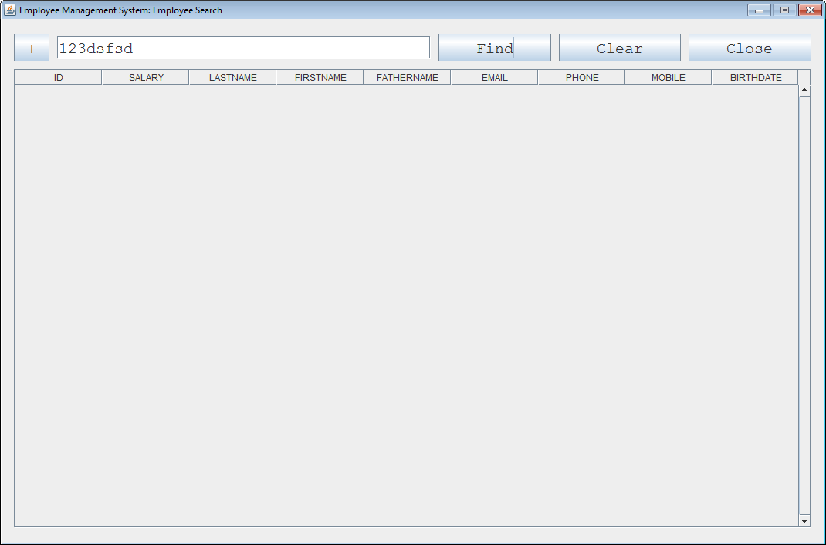 Employee Management System: Employee Search
123dsfsd Find Clear Close
ID SALARY LASTNAME FIRSTNAME FATHERNAME EMAIL PHONE MOBILE BIRTHDATE